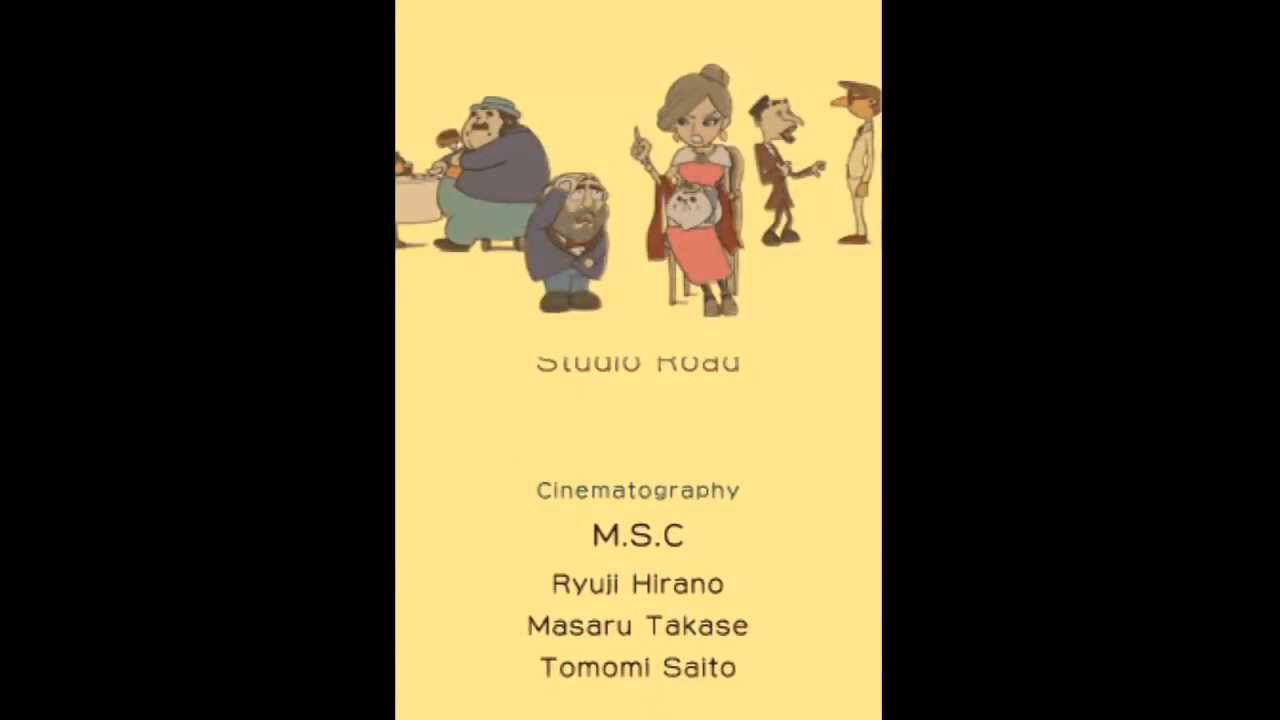 Studio Road
Cinematography
M.S.C
Ryuji Hirano
Masaru Takase
Tomomi Saito